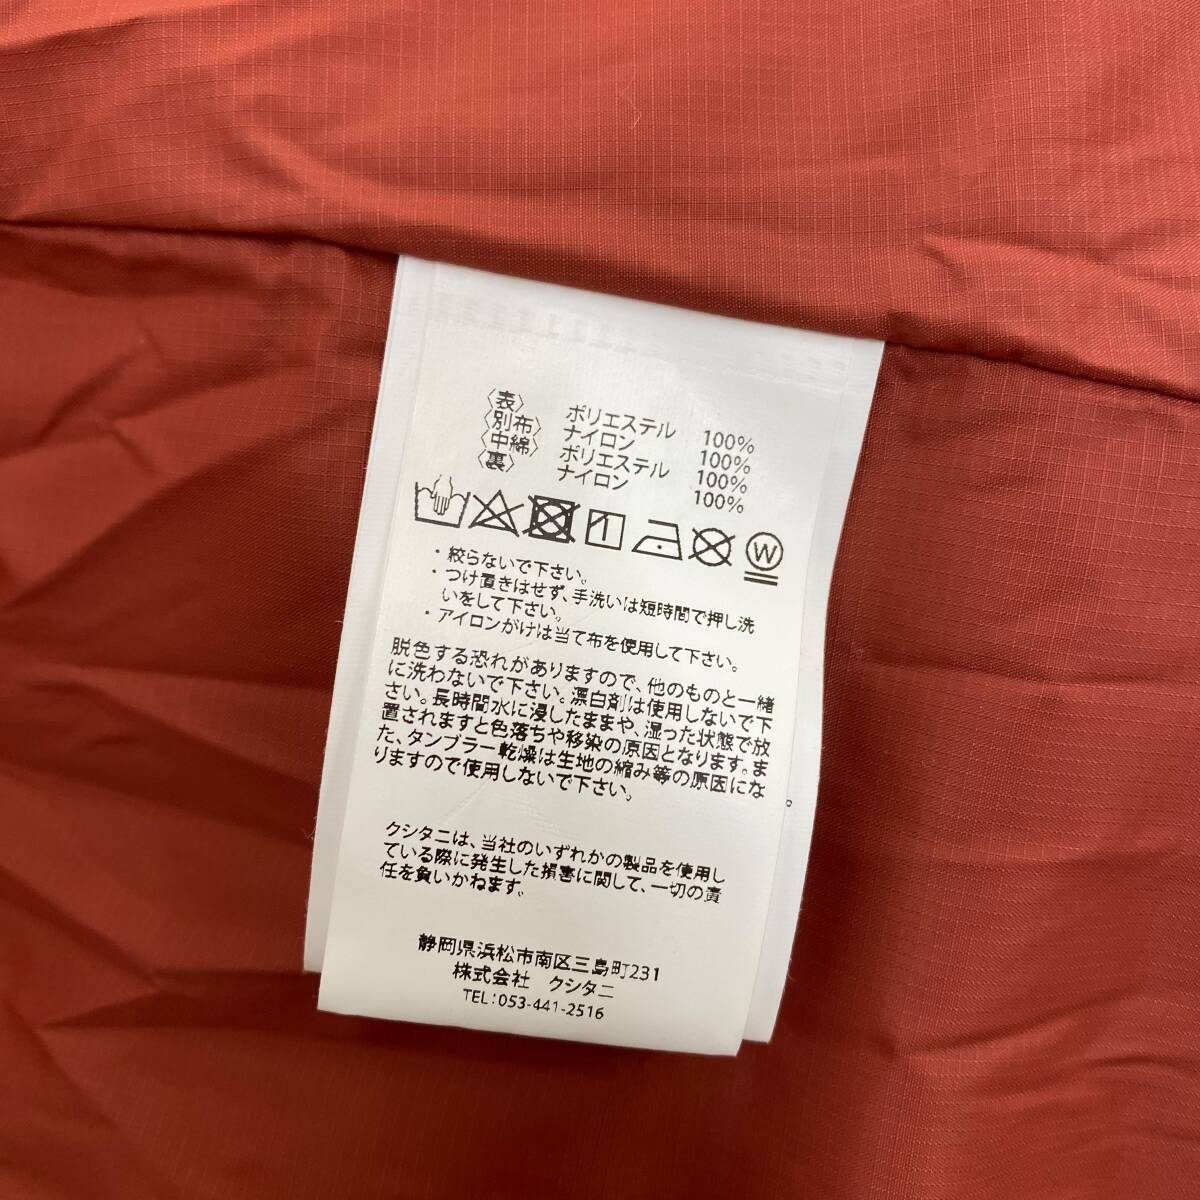 〈表〉 ポリエステル 100%
〈別布〉 ナイロン 100%
〈中綿〉 ポリエステル 100%
〈裏〉 ナイロン 100%
W
・絞らないで下さい。
・つけ置きはせず、手洗いは短時間で押し洗
いをして下さい。
・アイロンがけは当て布を使用して下さい。
脱色する恐れがありますので、他のものと一緒
に洗わないで下さい。漂白剤は使用しないで下
さい。長時間水に浸したままや、湿った状態で放
置されますと色落ちや移染の原因となります。ま
た、タンブラー乾燥は生地の縮み等の原因にな
りますので使用しないで下さい。
クシタニは、当社のいずれかの製品を使用し
ている際に発生した損害に関して、一切の責
任を負いかねます。
静岡県浜松市南区三島町231
株式会社 クシタニ
TEL:053-441-2516